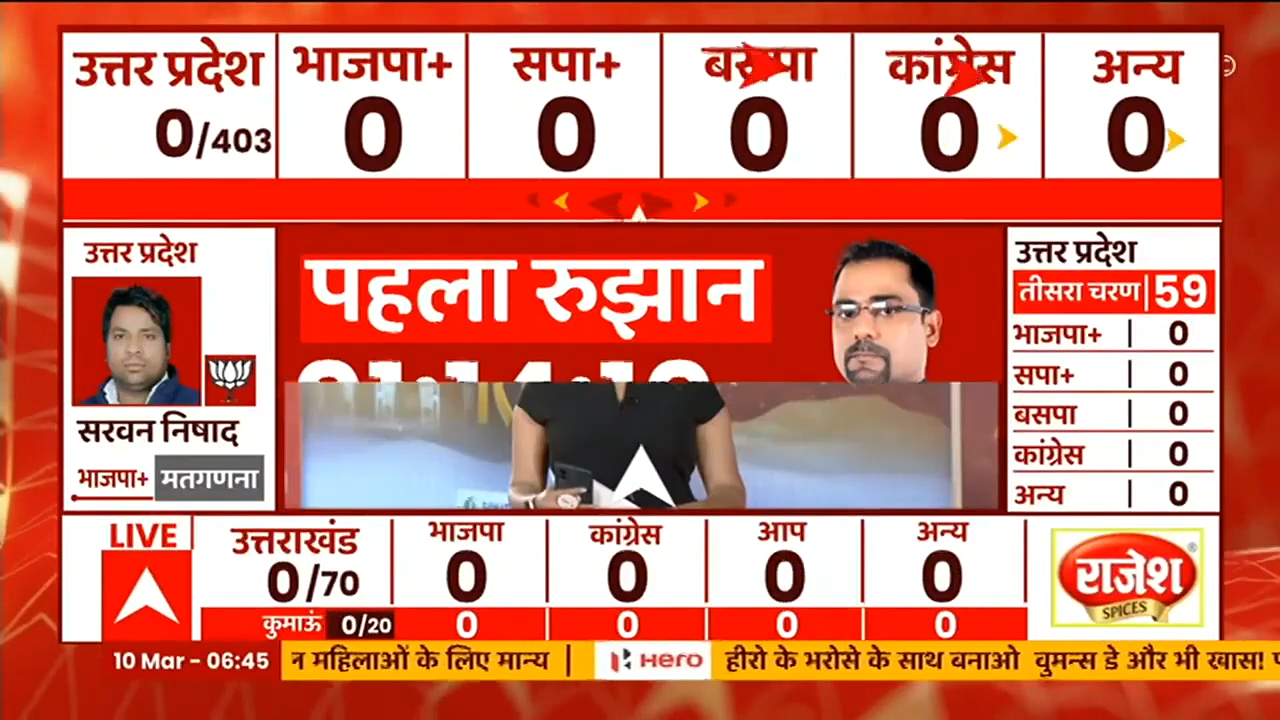 उत्तर प्रदेश
0/403
भाजपा+
0
सपा+
0
बसपा
0
कांग्रेस
0
अन्य
0
©
उत्तर प्रदेश
सरवन निषाद
भाजपा+ मतगणना
पहला रुझान
उत्तर प्रदेश
तीसरा चरण 59
भाजपा+ 0
सपा+ 0
बसपा 0
कांग्रेस 0
अन्य 0
LIVE
उत्तराखंड
0/70
भाजपा
0
कांग्रेस
0
आप
0
अन्य
0
कुमाऊं 0/20 0 0 0 0
राजेश
SPICES
10 Mar - 06:45 न महिलाओं के लिए मान्य | Hero हीरो के भरोसे के साथ बनाओ वुमन्स डे और भी खास!